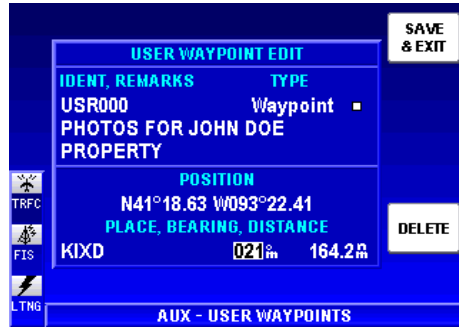 SAVE
& EXIT
USER WAYPOINT EDIT
IDENT, REMARKS TYPE
USR000 Waypoint
PHOTOS FOR JOHN DOE
PROPERTY
POSITION
N41°18.63 W093°22.41
PLACE, BEARING, DISTANCE
KIXD 021°m 164.2nm
TRFC
DELETE
FIS
LTNG
AUX - USER WAYPOINTS